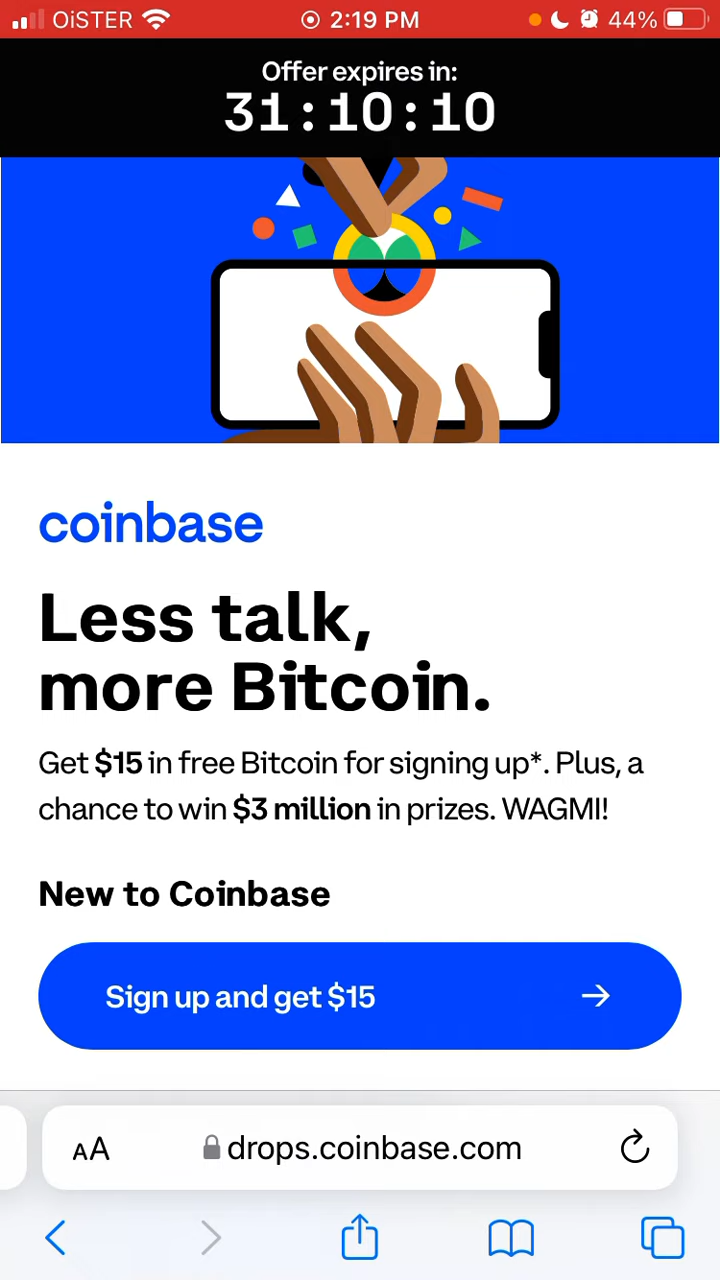 OiSTER 2:19 PM 44%
Offer expires in:
31:10:10
coinbase
Less talk,
more Bitcoin.
Get $15 in free Bitcoin for signing up*. Plus, a
chance to win $3 million in prizes. WAGMI!
New to Coinbase
Sign up and get $15
AA drops.coinbase.com